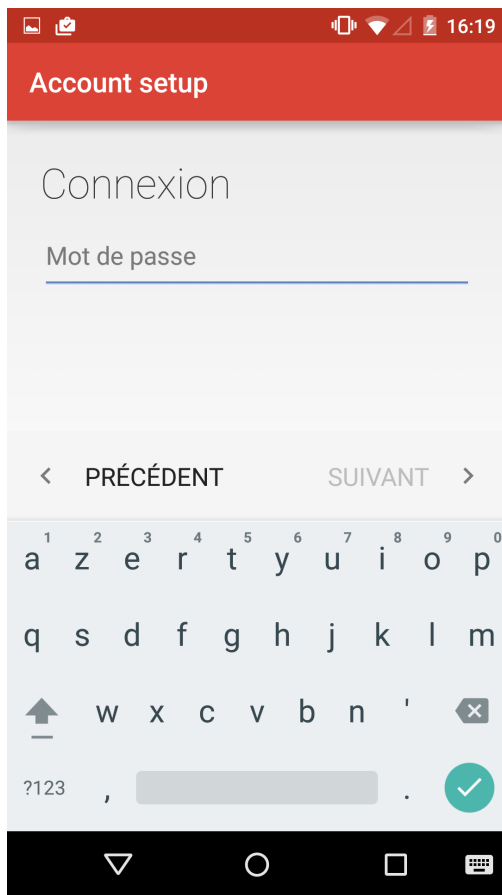 16:19
Account setup
Connexion
Mot de passe
PRÉCÉDENT SUIVANT
1 2 3 4 5 6 7 8 9 0
a z e r t y u i o p
q s d f g h j k l m
w x c v b n '
?123 , .